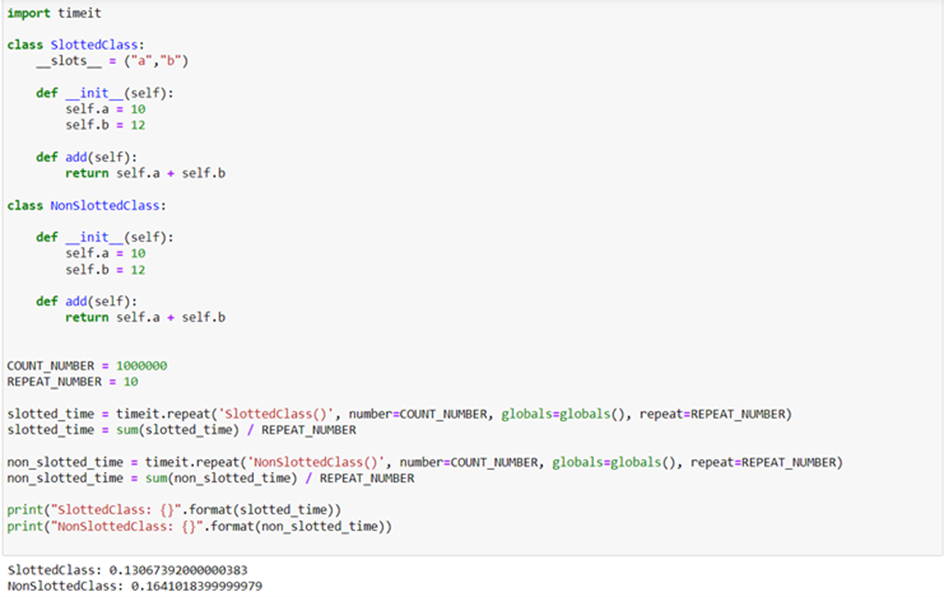 import timeit
class SlottedClass:
    __slots__ = ("a","b")
    def __init__(self):
        self.a = 10
        self.b = 12
    def add(self):
        return self.a + self.b
class NonSlottedClass:
    def __init__(self):
        self.a = 10
        self.b = 12
    def add(self):
        return self.a + self.b
COUNT_NUMBER = 1000000
REPEAT_NUMBER = 10
slotted_time = timeit.repeat('SlottedClass()', number=COUNT_NUMBER, globals=globals(), repeat=REPEAT_NUMBER)
slotted_time = sum(slotted_time) / REPEAT_NUMBER
non_slotted_time = timeit.repeat('NonSlottedClass()', number=COUNT_NUMBER, globals=globals(), repeat=REPEAT_NUMBER)
non_slotted_time = sum(non_slotted_time) / REPEAT_NUMBER
print("SlottedClass: {}".format(slotted_time))
print("NonSlottedClass: {}".format(non_slotted_time))
SlottedClass: 0.13067392000000383
NonSlottedClass: 0.1641018399999979